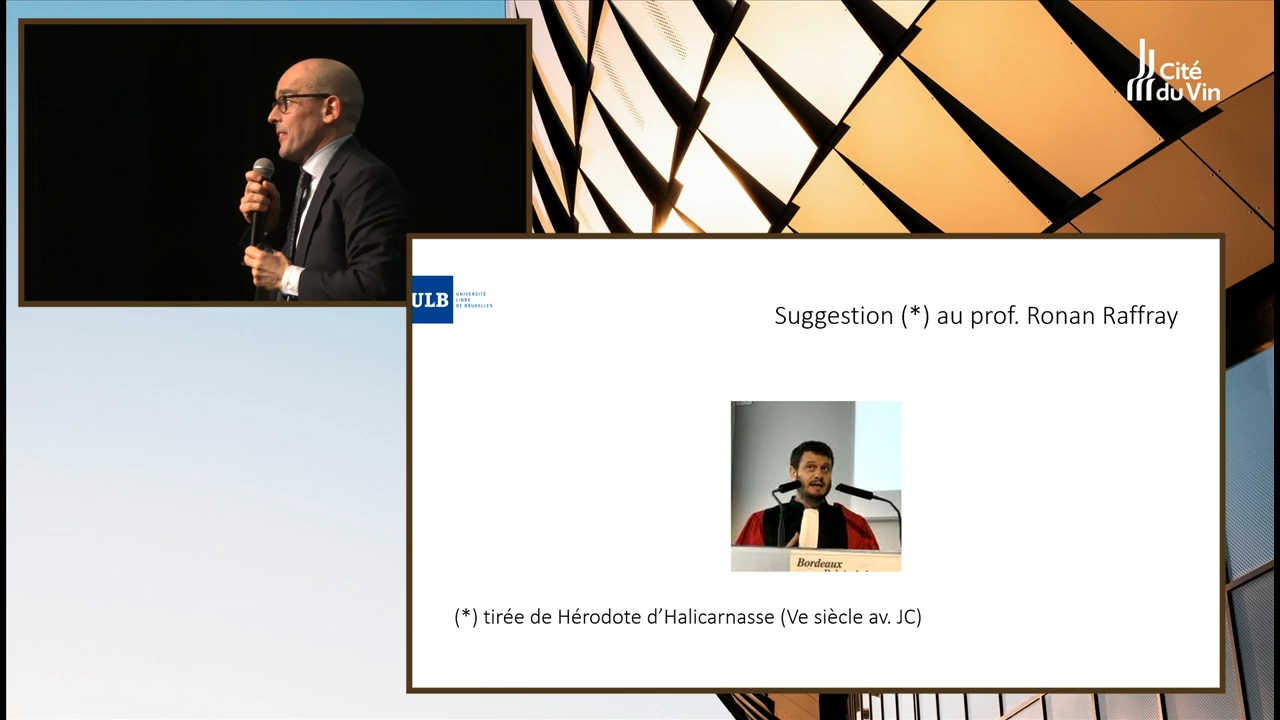 Cité
du Vin
ULB
UNIVERSITÉ
LIBRE
DE BRUXELLES
Suggestion (*) au prof. Ronan Raffray
Bordeaux
(*) tirée de Hérodote d’Halicarnasse (Ve siècle av. JC)